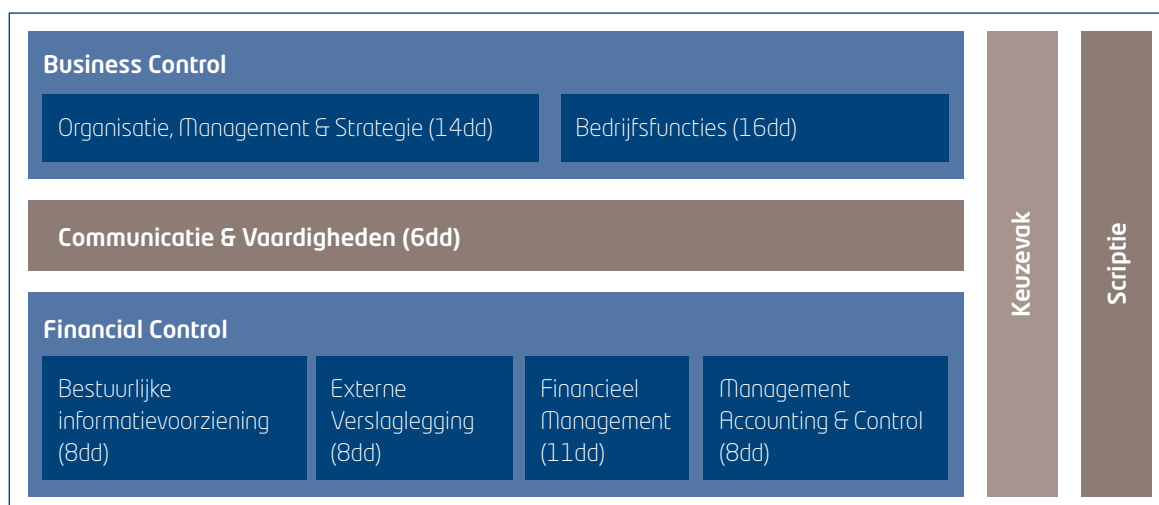 Business Control
Organisatie, Management & Strategie (14dd)
Bedrijfsfuncties (16dd)
Communicatie & Vaardigheden (6dd)
Financial Control
Bestuurlijke
informatievoorziening
(8dd)
Externe
Verslaglegging
(8dd)
Financieel
Management
(11dd)
Management
Accounting & Control
(8dd)
Keuzevak
Scriptie